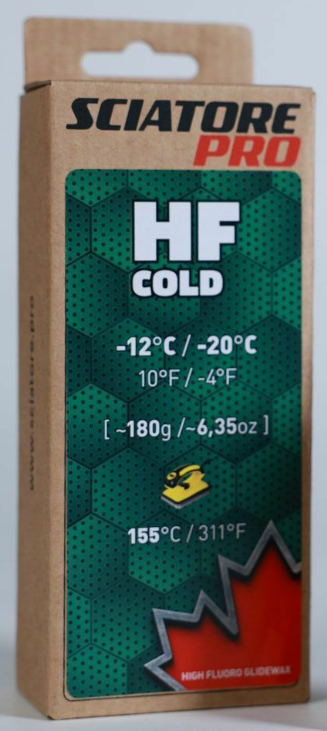 SCIATORE
PRO
HF
COLD
-12°C / -20°C
10°F / -4°F
[ ~180g /~6,35oz ]
155°C / 311°F
HIGH FLUORO GLIDEWAX
www.sciatore.pro